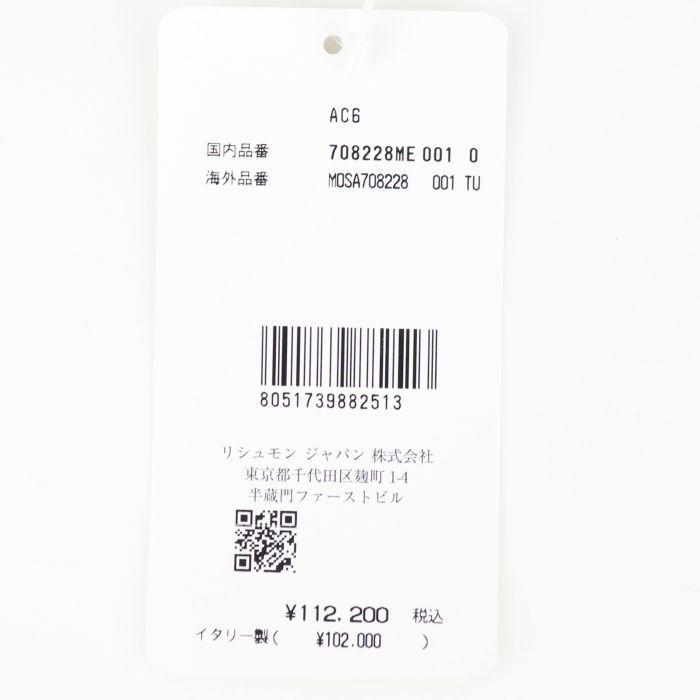 AC6
国内品番 708228ME 001 0
海外品番 MOSA708228 001 TU
8051739882513
リシュモン ジャパン 株式会社
東京都千代田区麹町 1-4
半蔵門ファーストビル
¥112,200 税込
イタリー製( ¥102.000 )